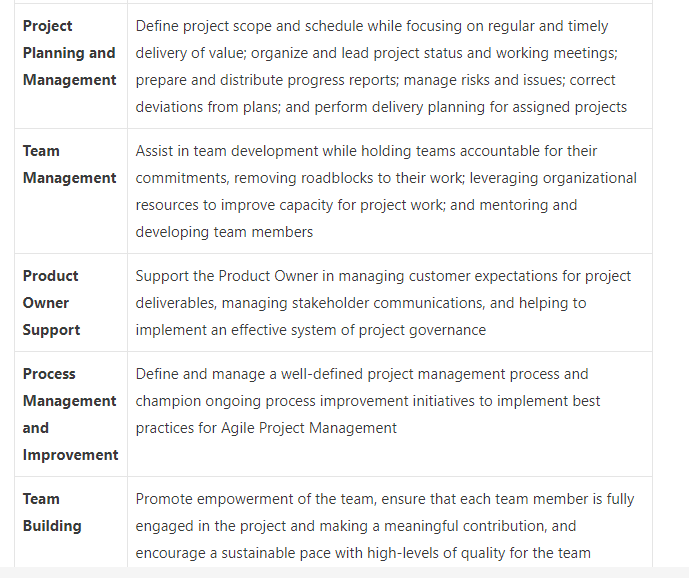 Project
Planning and
Management
Define project scope and schedule while focusing on regular and timely
delivery of value; organize and lead project status and working meetings;
prepare and distribute progress reports; manage risks and issues; correct
deviations from plans; and perform delivery planning for assigned projects
Team
Management
Assist in team development while holding teams accountable for their
commitments, removing roadblocks to their work; leveraging organizational
resources to improve capacity for project work; and mentoring and
developing team members
Product
Owner
Support
Support the Product Owner in managing customer expectations for project
deliverables, managing stakeholder communications, and helping to
implement an effective system of project governance
Process
Management
and
Improvement
Define and manage a well-defined project management process and
champion ongoing process improvement initiatives to implement best
practices for Agile Project Management
Team
Building
Promote empowerment of the team, ensure that each team member is fully
engaged in the project and making a meaningful contribution, and
encourage a sustainable pace with high-levels of quality for the team